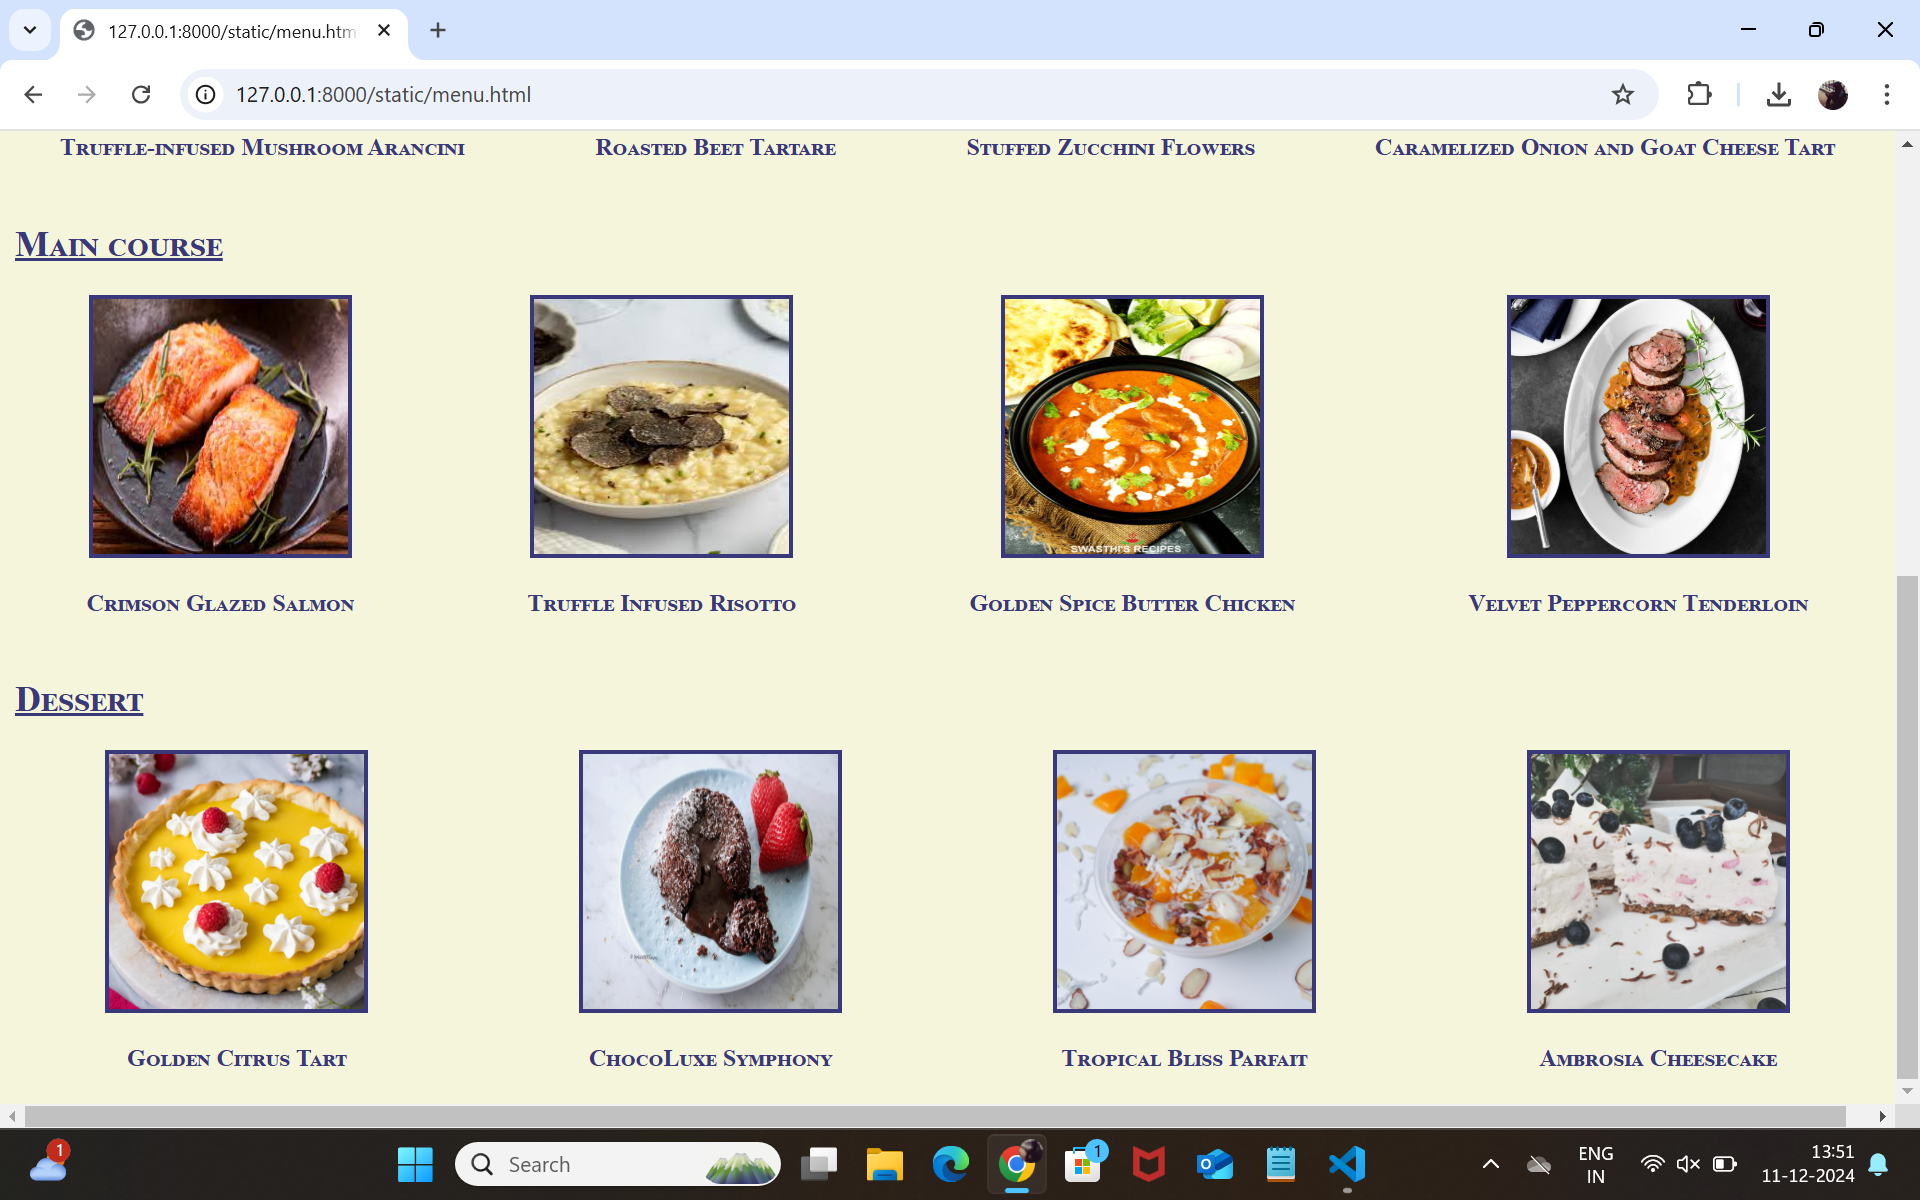 127.0.0.1:8000/static/menu.htm
127.0.0.1:8000/static/menu.html
Truffle-infused Mushroom Arancini Roasted Beet Tartare Stuffed Zucchini Flowers Caramelized Onion and Goat Cheese Tart
Main course
SWASTHI'S RECIPES
Crimson Glazed Salmon Truffle Infused Risotto Golden Spice Butter Chicken Velvet Peppercorn Tenderloin
Dessert
Golden Citrus Tart ChocoLuxe Symphony Tropical Bliss Parfait Ambrosia Cheesecake
1 Search 1 ENG 13:51
IN 11-12-2024